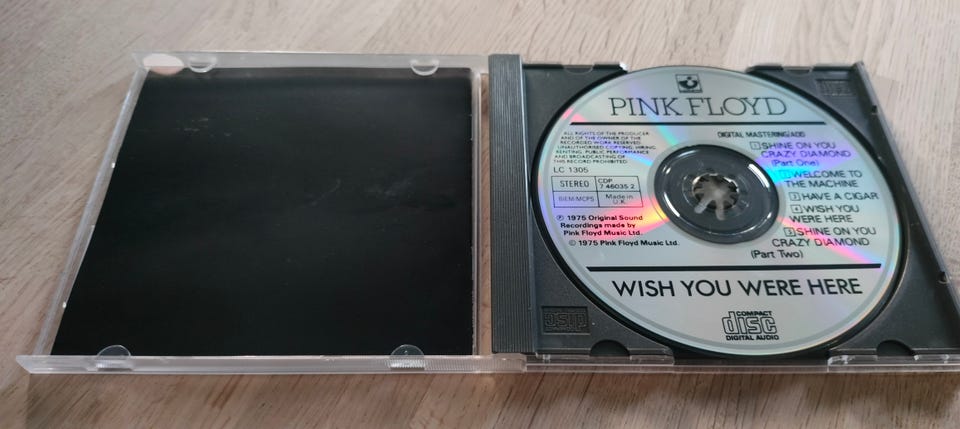 PINK FLOYD
ALL RIGHTS OF THE PRODUCER
AND OF THE OWNER OF THE
RECORDED WORK RESERVED
UNAUTHORISED COPYING, HIRING,
RENTING, PUBLIC PERFORMANCE
AND BROADCASTING OF
THIS RECORD PROHIBITED
LC 1305
STEREO
CDP
7 46035 2
BIEM/MCPS
Made in
U.K.
℗ 1975 Original Sound
Recordings made by
Pink Floyd Music Ltd.
© 1975 Pink Floyd Music Ltd.
DIGITAL MASTERING/ADD
1 SHINE ON YOU
CRAZY DIAMOND
(Part One)
2 WELCOME TO
THE MACHINE
3 HAVE A CIGAR
4 WISH YOU
WERE HERE
5 SHINE ON YOU
CRAZY DIAMOND
(Part Two)
WISH YOU WERE HERE
COMPACT
disc
DIGITAL AUDIO
disc